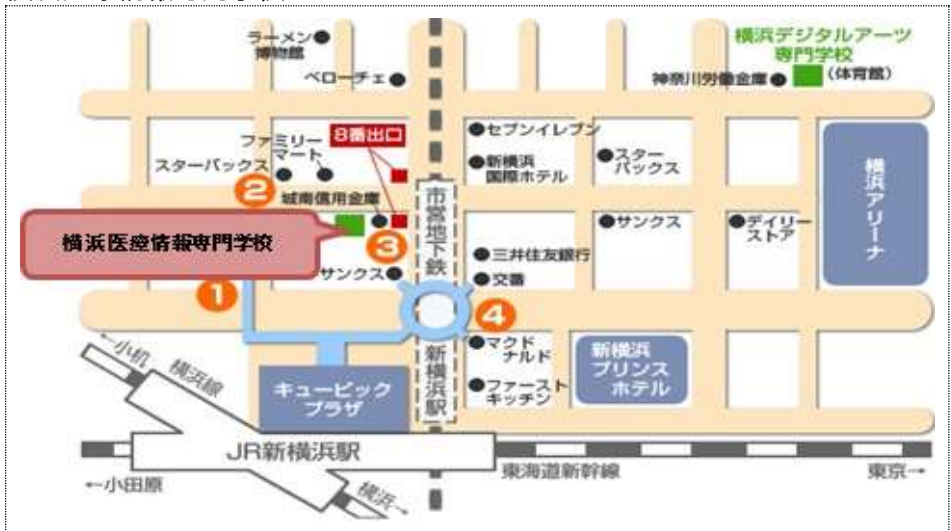 ラーメン
博物館
ベローチェ
横浜デジタルアーツ
専門学校
(体育館)
神奈川労働金庫
ファミリー
マート
8番出口
スターバックス
セブンイレブン
新横浜
国際ホテル
スター
バックス
横浜アリーナ
2
城南信用金庫
市営地下鉄 新横浜駅
サンクス
デイリー
ストア
横浜医療情報専門学校
3
三井住友銀行
サンクス
交番
1
4
マクド
ナルド
新横浜
プリンス
ホテル
ファースト
キッチン
キュービック
プラザ
←小机
横浜線
JR新横浜駅
東海道新幹線
東京→
←小田原
横浜→